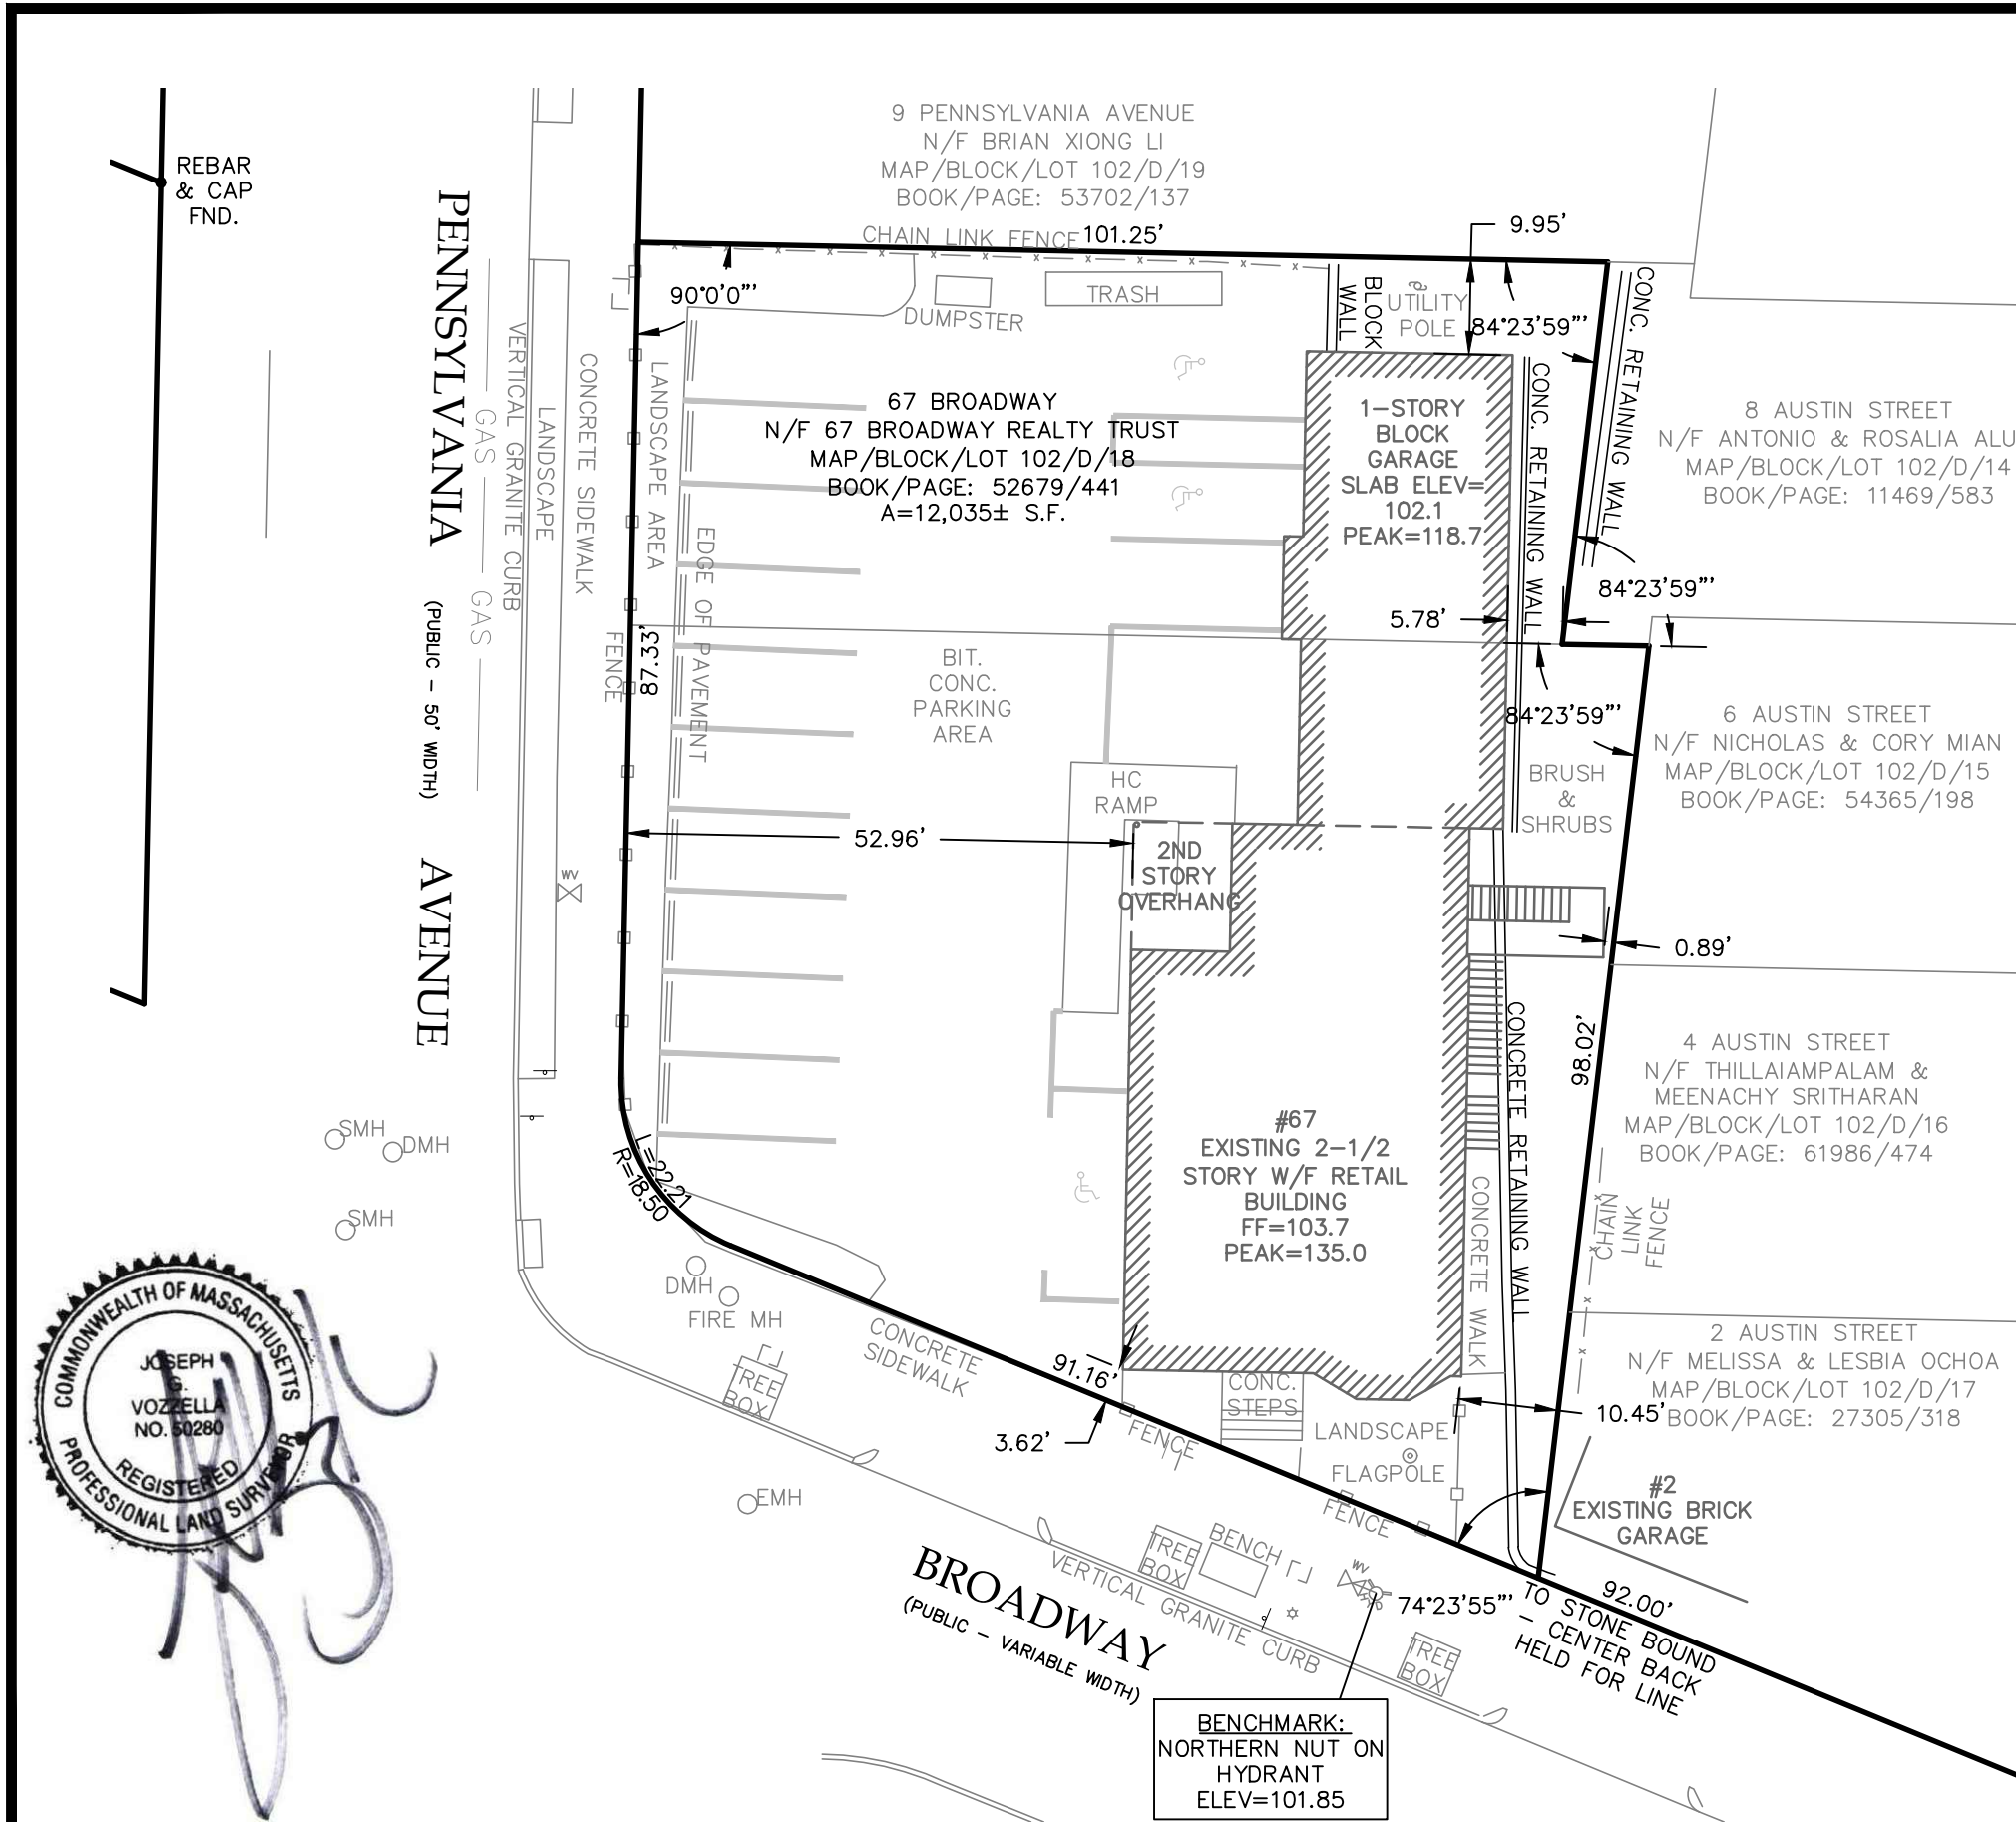 9 PENNSYLVANIA AVENUE
N/F BRIAN XIONG LI
MAP/BLOCK/LOT 102/D/19
BOOK/PAGE: 53702/137
REBAR
& CAP
FND.
PENNSYLVANIA AVENUE
(PUBLIC - 50' WIDTH)
GAS GAS
VERTICAL GRANITE CURB
LANDSCAPE
CONCRETE SIDEWALK
LANDSCAPE AREA
EDGE OF PAVEMENT
FENCE
87.33'
CHAIN LINK FENCE
101.25'
9.95'
90°0'0"'
DUMPSTER
TRASH
BLOCK
WALL
UTILITY
POLE
84°23'59"'
CONC. RETAINING WALL
CONC. RETAINING WALL
67 BROADWAY
N/F 67 BROADWAY REALTY TRUST
MAP/BLOCK/LOT 102/D/18
BOOK/PAGE: 52679/441
A=12,035± S.F.
1-STORY
BLOCK
GARAGE
SLAB ELEV=
102.1
PEAK=118.7
8 AUSTIN STREET
N/F ANTONIO & ROSALIA ALU
MAP/BLOCK/LOT 102/D/14
BOOK/PAGE: 11469/583
84°23'59"'
5.78'
BIT.
CONC.
PARKING
AREA
84°23'59"'
6 AUSTIN STREET
N/F NICHOLAS & CORY MIAN
MAP/BLOCK/LOT 102/D/15
BOOK/PAGE: 54365/198
BRUSH
&
SHRUBS
HC
RAMP
52.96'
2ND
STORY
OVERHANG
WV
0.89'
98.02'
CONCRETE RETAINING WALL
4 AUSTIN STREET
N/F THILLAIAMPALAM &
MEENACHY SRITHARAN
MAP/BLOCK/LOT 102/D/16
BOOK/PAGE: 61986/474
#67
EXISTING 2-1/2
STORY W/F RETAIL
BUILDING
FF=103.7
PEAK=135.0
CONCRETE WALK
CHAIN
LINK
FENCE
SMH
DMH
SMH
L=22.21
R=18.50
DMH
FIRE MH
CONCRETE
SIDEWALK
TREE
BOX
91.16'
3.62'
FENCE
CONC.
STEPS
LANDSCAPE
FLAGPOLE
FENCE
10.45'
2 AUSTIN STREET
N/F MELISSA & LESBIA OCHOA
MAP/BLOCK/LOT 102/D/17
BOOK/PAGE: 27305/318
#2
EXISTING BRICK
GARAGE
EMH
BROADWAY
(PUBLIC - VARIABLE WIDTH)
VERTICAL GRANITE CURB
TREE
BOX
BENCH
WV
HYD
74°23'55"'
TREE
BOX
92.00'
TO STONE BOUND
- CENTER BACK
HELD FOR LINE
BENCHMARK:
NORTHERN NUT ON
HYDRANT
ELEV=101.85
COMMONWEALTH OF MASSACHUSETTS
JOSEPH
G.
VOZZELLA
NO. 50280
REGISTERED
PROFESSIONAL LAND SURVEYOR